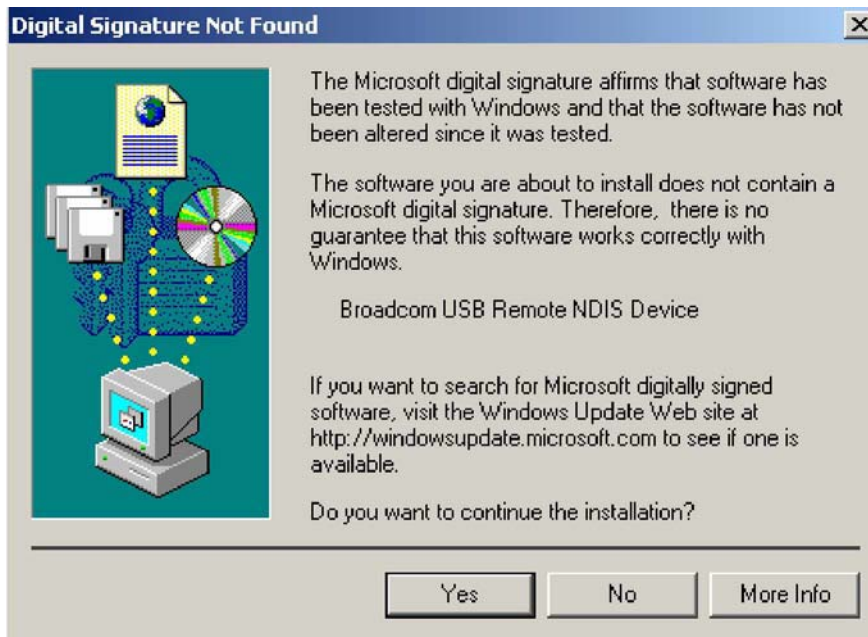 Digital Signature Not Found
The Microsoft digital signature affirms that software has
been tested with Windows and that the software has not
been altered since it was tested.
The software you are about to install does not contain a
Microsoft digital signature. Therefore, there is no
guarantee that this software works correctly with
Windows.
Broadcom USB Remote NDIS Device
If you want to search for Microsoft digitally signed
software, visit the Windows Update Web site at
http://windowsupdate.microsoft.com to see if one is
available.
Do you want to continue the installation?
Yes No More Info